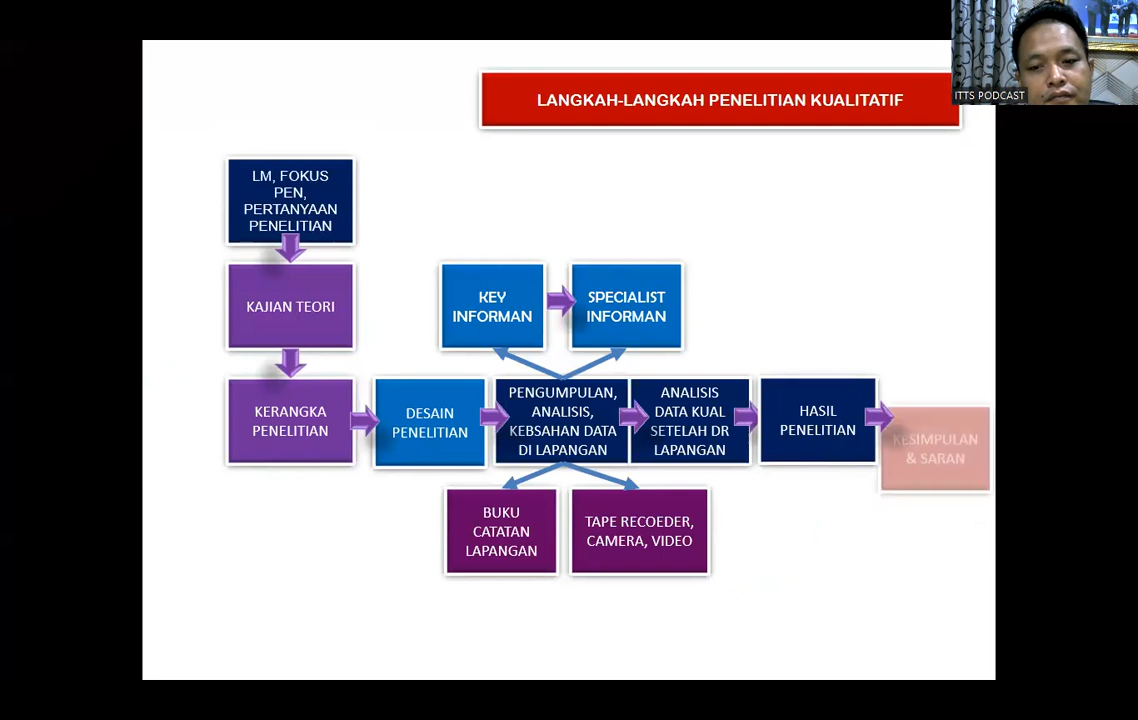 LANGKAH-LANGKAH PENELITIAN KUALITATIF
ITTS PODCAST
LM, FOKUS
PEN,
PERTANYAAN
PENELITIAN
KAJIAN TEORI
KEY
INFORMAN
SPECIALIST
INFORMAN
KERANGKA
PENELITIAN
DESAIN
PENELITIAN
PENGUMPULAN,
ANALISIS,
KEBSAHAN DATA
DI LAPANGAN
ANALISIS
DATA KUAL
SETELAH DR
LAPANGAN
HASIL
PENELITIAN
KESIMPULAN
& SARAN
BUKU
CATATAN
LAPANGAN
TAPE RECOEDER,
CAMERA, VIDEO